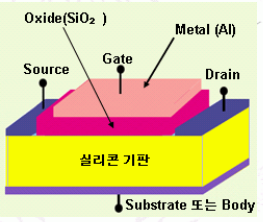 Oxide(SiO₂ )
Metal (Al)
Source
Gate
Drain
실리콘 기판
Substrate 또는 Body